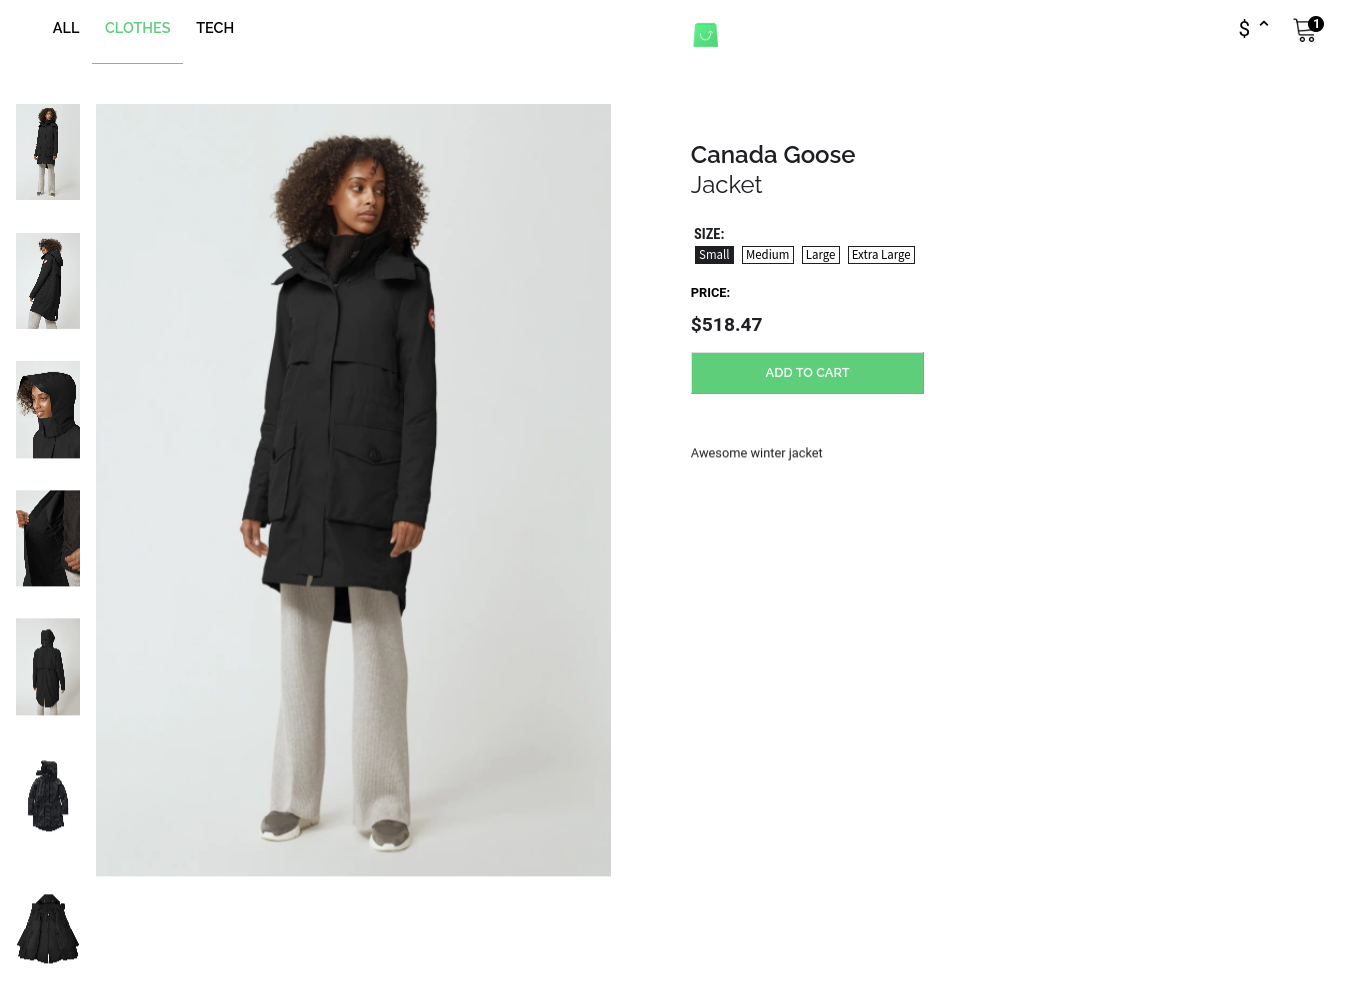 ALL CLOTHES TECH
$ 1
Canada Goose
Jacket
SIZE:
Small Medium Large Extra Large
PRICE:
$518.47
ADD TO CART
Awesome winter jacket